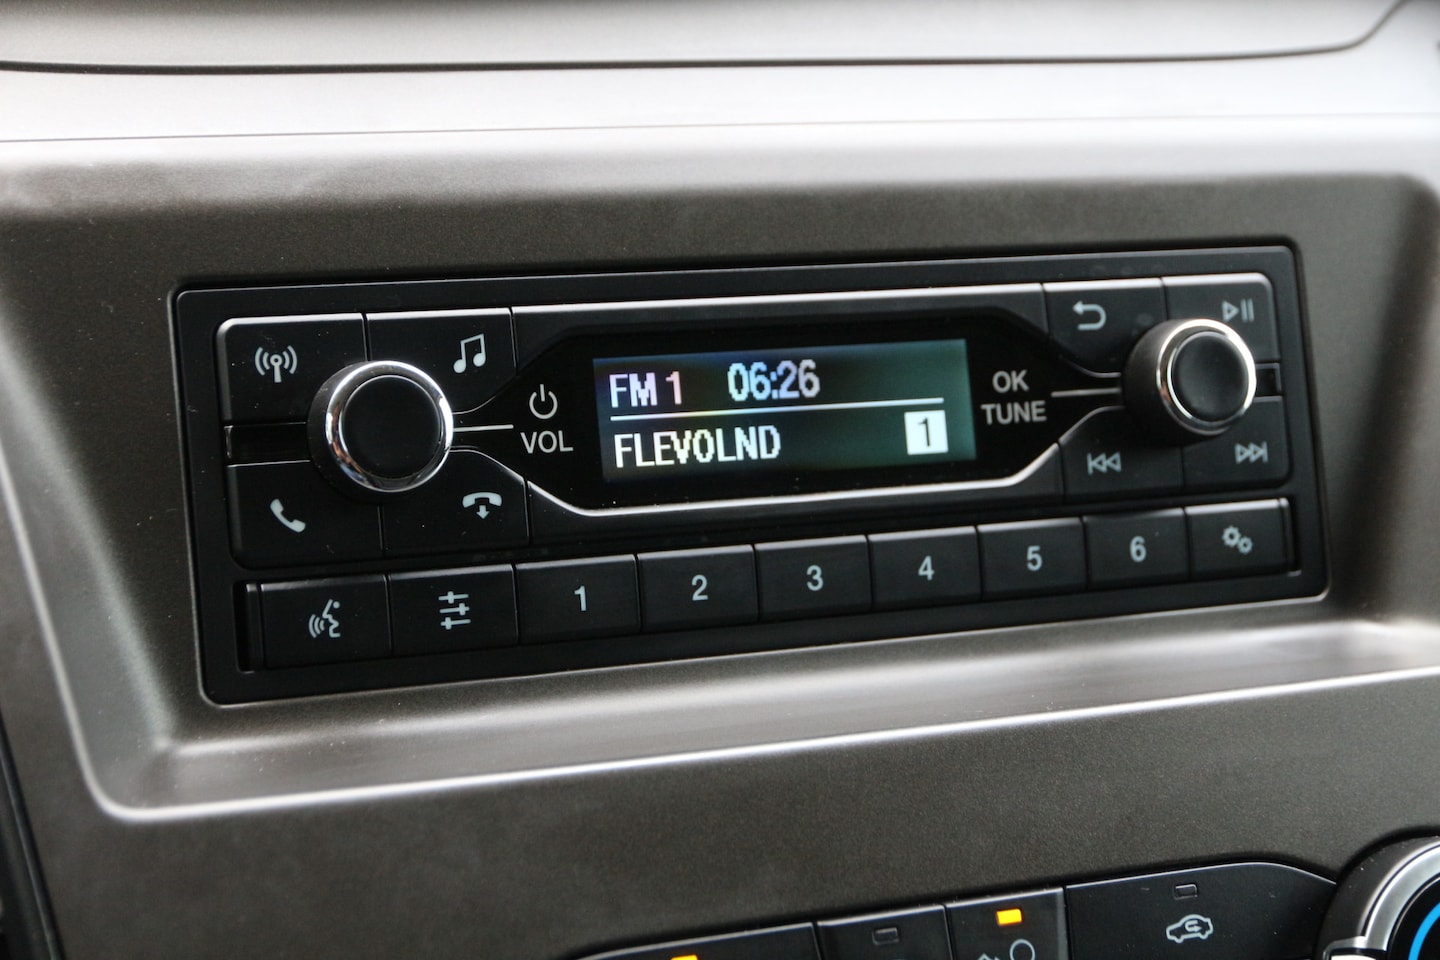 FM 1 06:26
FLEVOLND 1
VOL
OK
TUNE
1 2 3 4 5 6